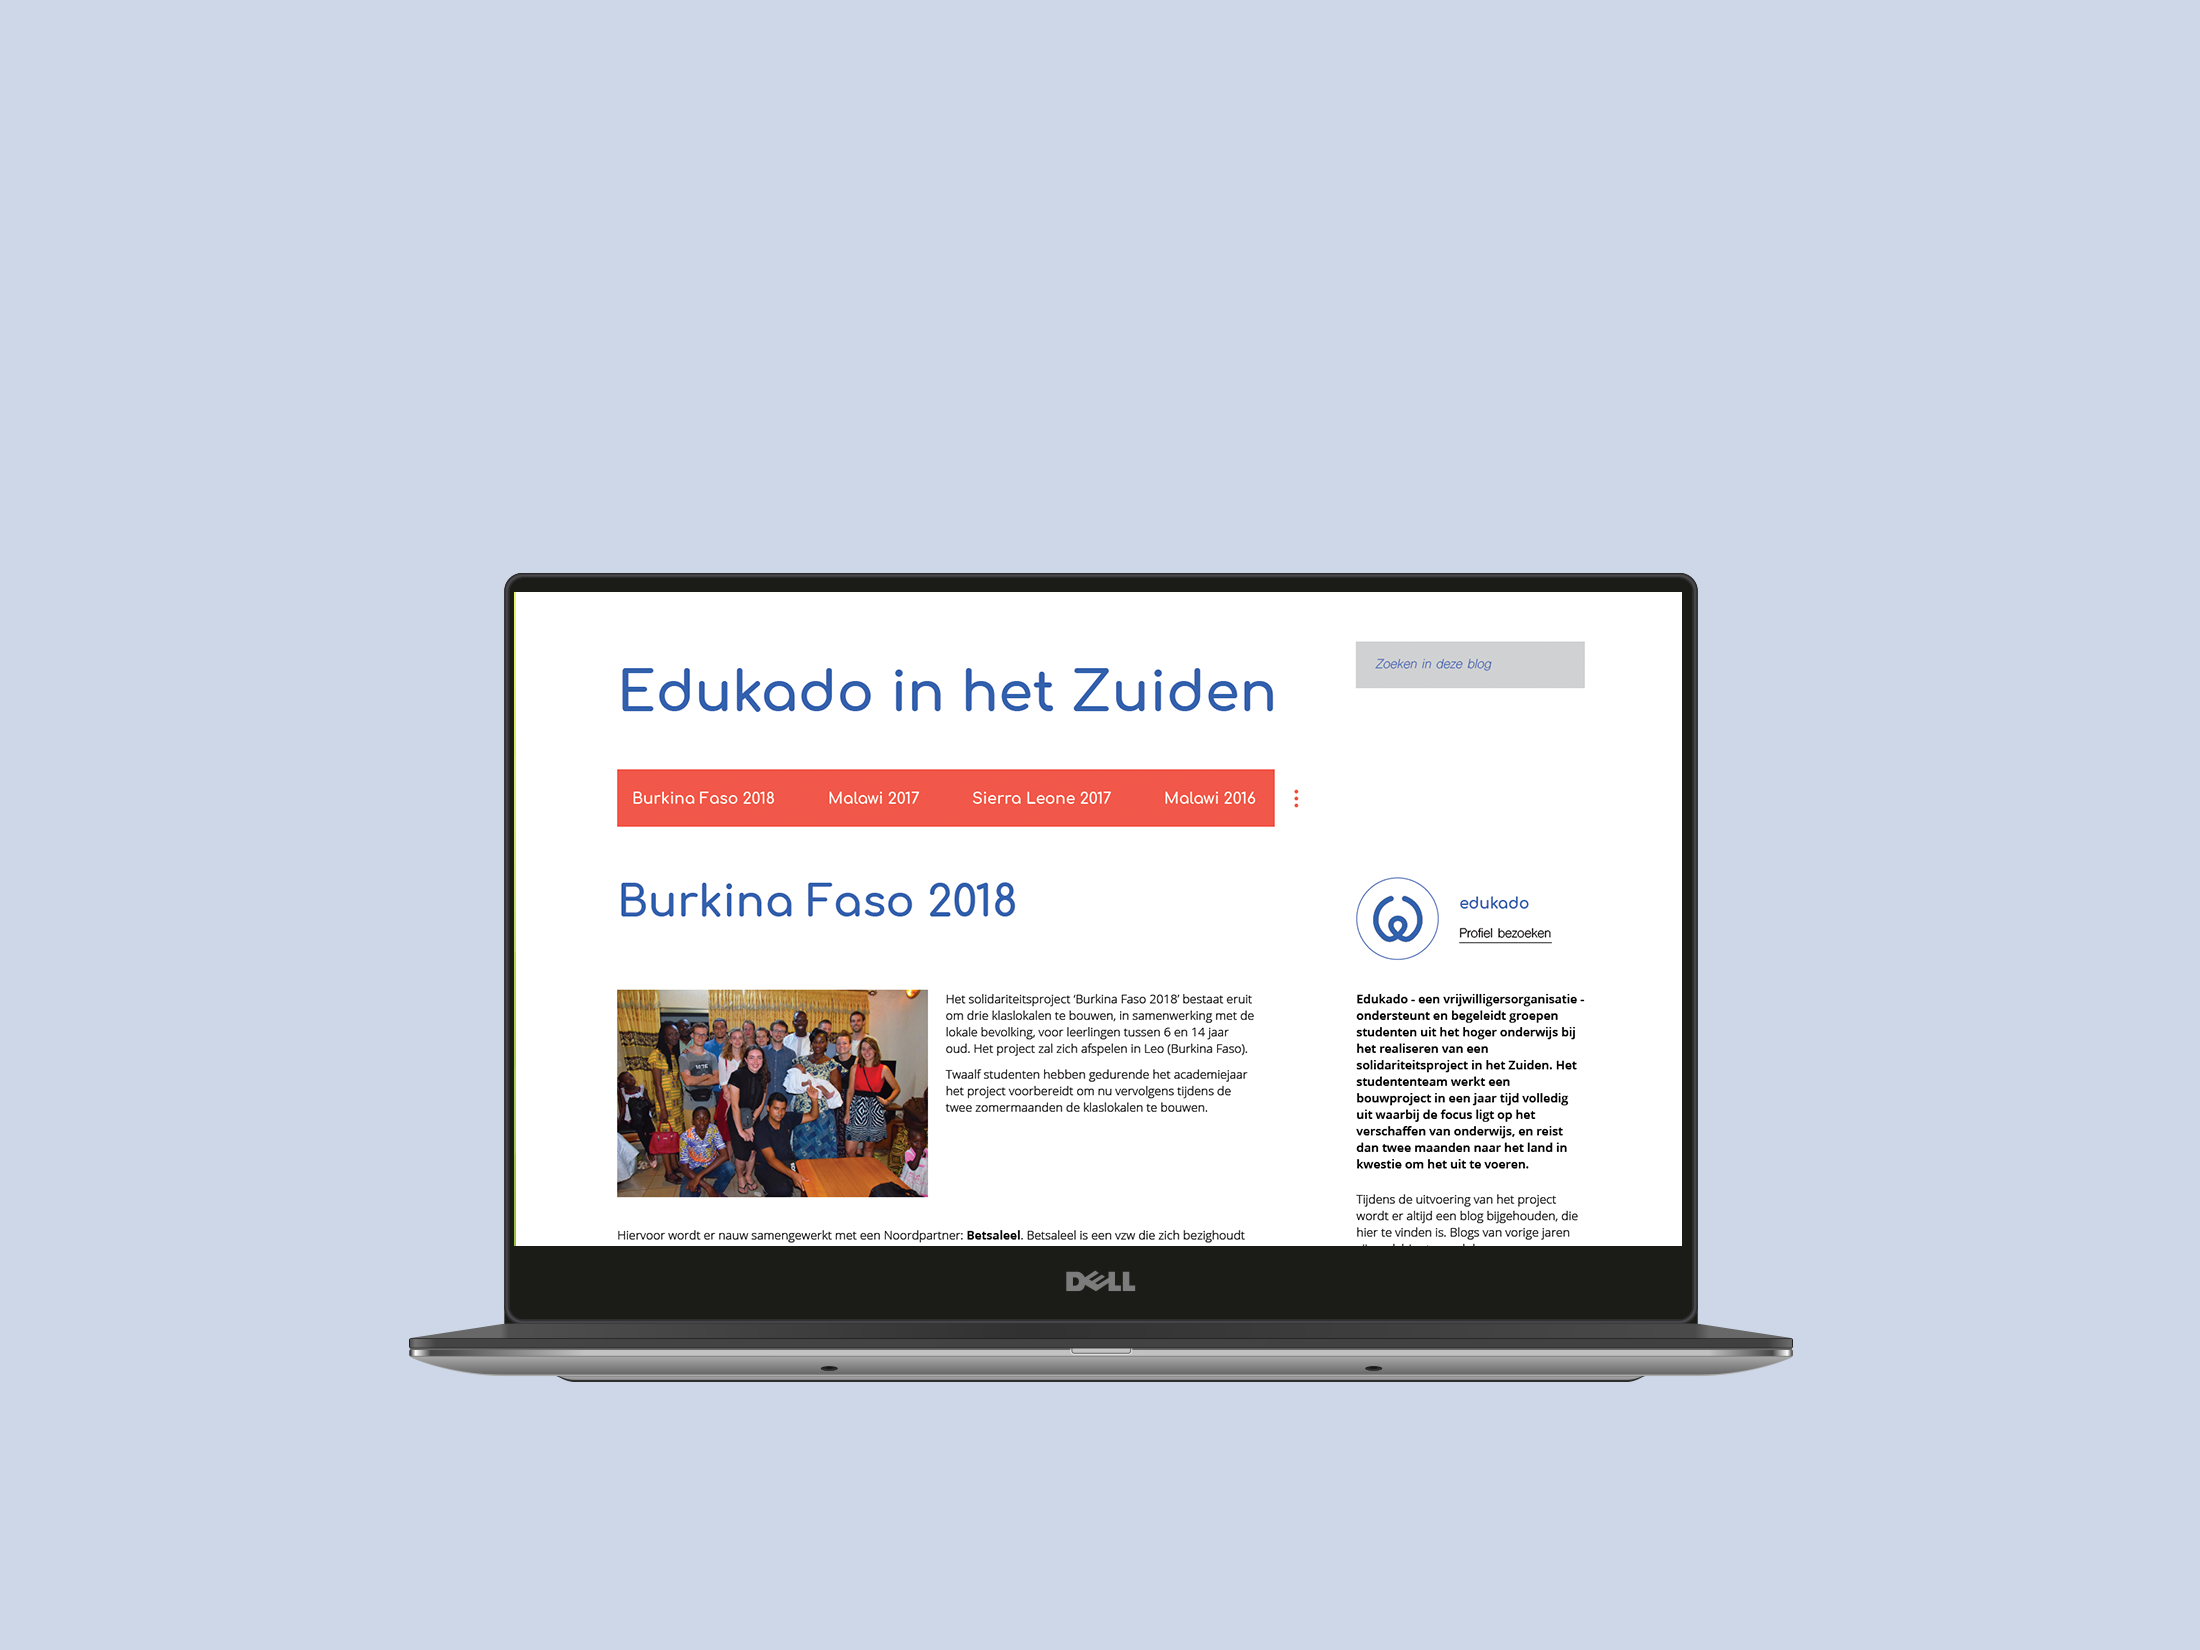 Edukado in het Zuiden
Zoeken in deze blog
Burkina Faso 2018
Malawi 2017
Sierra Leone 2017
Malawi 2016
Burkina Faso 2018
Het solidariteitsproject ‘Burkina Faso 2018’ bestaat eruit
om drie klaslokalen te bouwen, in samenwerking met de
lokale bevolking, voor leerlingen tussen 6 en 14 jaar
oud. Het project zal zich afspelen in Leo (Burkina Faso).
Twaalf studenten hebben gedurende het academiejaar
het project voorbereidt om nu vervolgens tijdens de
twee zomermaanden de klaslokalen te bouwen.
Hiervoor wordt er nauw samengewerkt met een Noordpartner: Betsaleel. Betsaleel is een vzw die zich bezighoudt
edukado
Profiel bezoeken
Edukado - een vrijwilligersorganisatie -
ondersteunt en begeleidt groepen
studenten uit het hoger onderwijs bij
het realiseren van een
solidariteitsproject in het Zuiden. Het
studententeam werkt een
bouwproject in een jaar tijd volledig
uit waarbij de focus ligt op het
verschaffen van onderwijs, en reist
dan twee maanden naar het land in
kwestie om het uit te voeren.
Tijdens de uitvoering van het project
wordt er altijd een blog bijgehouden, die
hier te vinden is. Blogs van vorige jaren
DELL